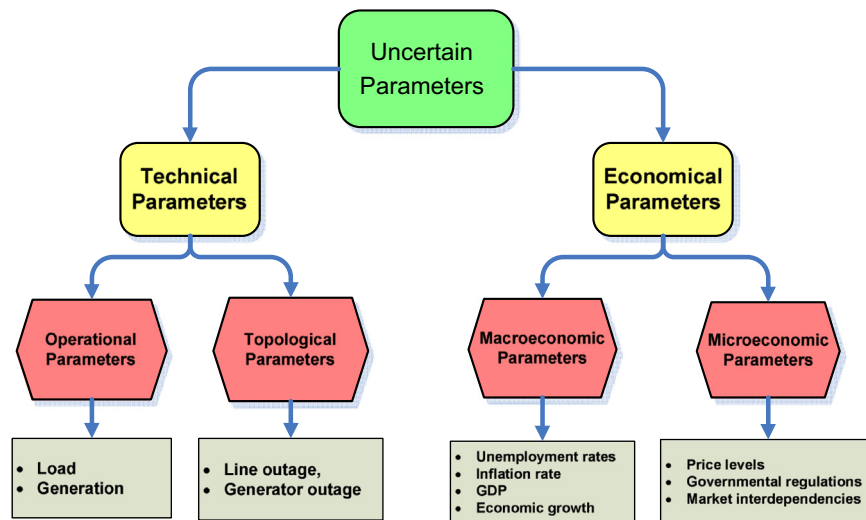 Uncertain
Parameters
Technical
Parameters
Economical
Parameters
Operational
Parameters
Topological
Parameters
Macroeconomic
Parameters
Microeconomic
Parameters
• Load
• Generation
• Line outage,
• Generator outage
• Unemployment rates
• Inflation rate
• GDP
• Economic growth
• Price levels
• Governmental regulations
• Market interdependencies